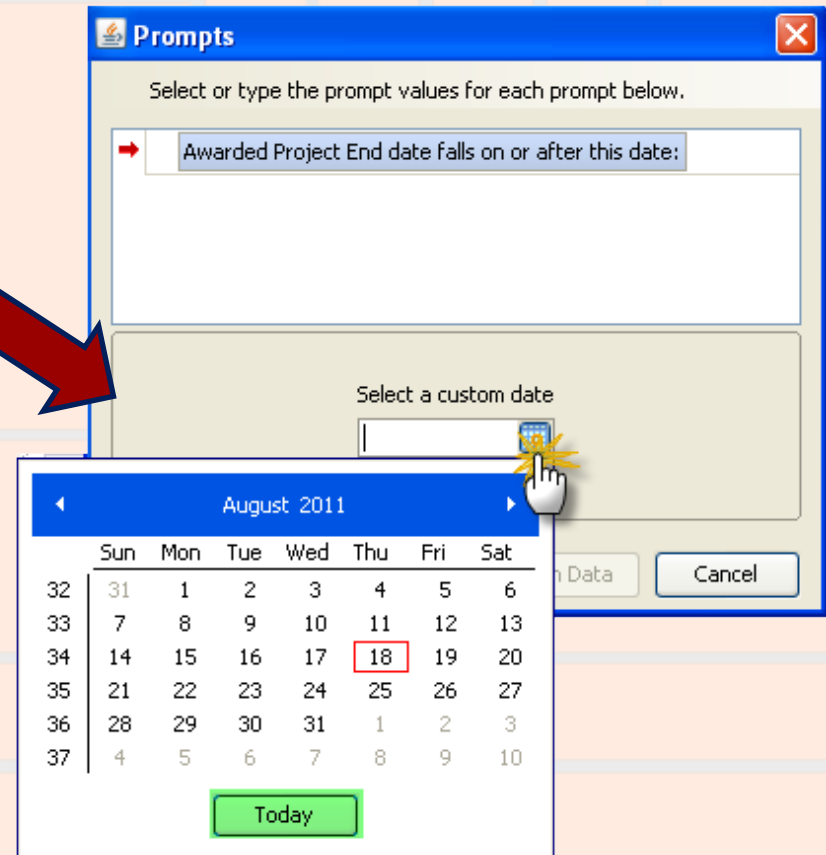 Prompts
Select or type the prompt values for each prompt below.
Awarded Project End date falls on or after this date:
Select a custom date
Data Cancel
August 2011
Sun Mon Tue Wed Thu Fri Sat
32 31 1 2 3 4 5 6
33 7 8 9 10 11 12 13
34 14 15 16 17 18 19 20
35 21 22 23 24 25 26 27
36 28 29 30 31 1 2 3
37 4 5 6 7 8 9 10
Today